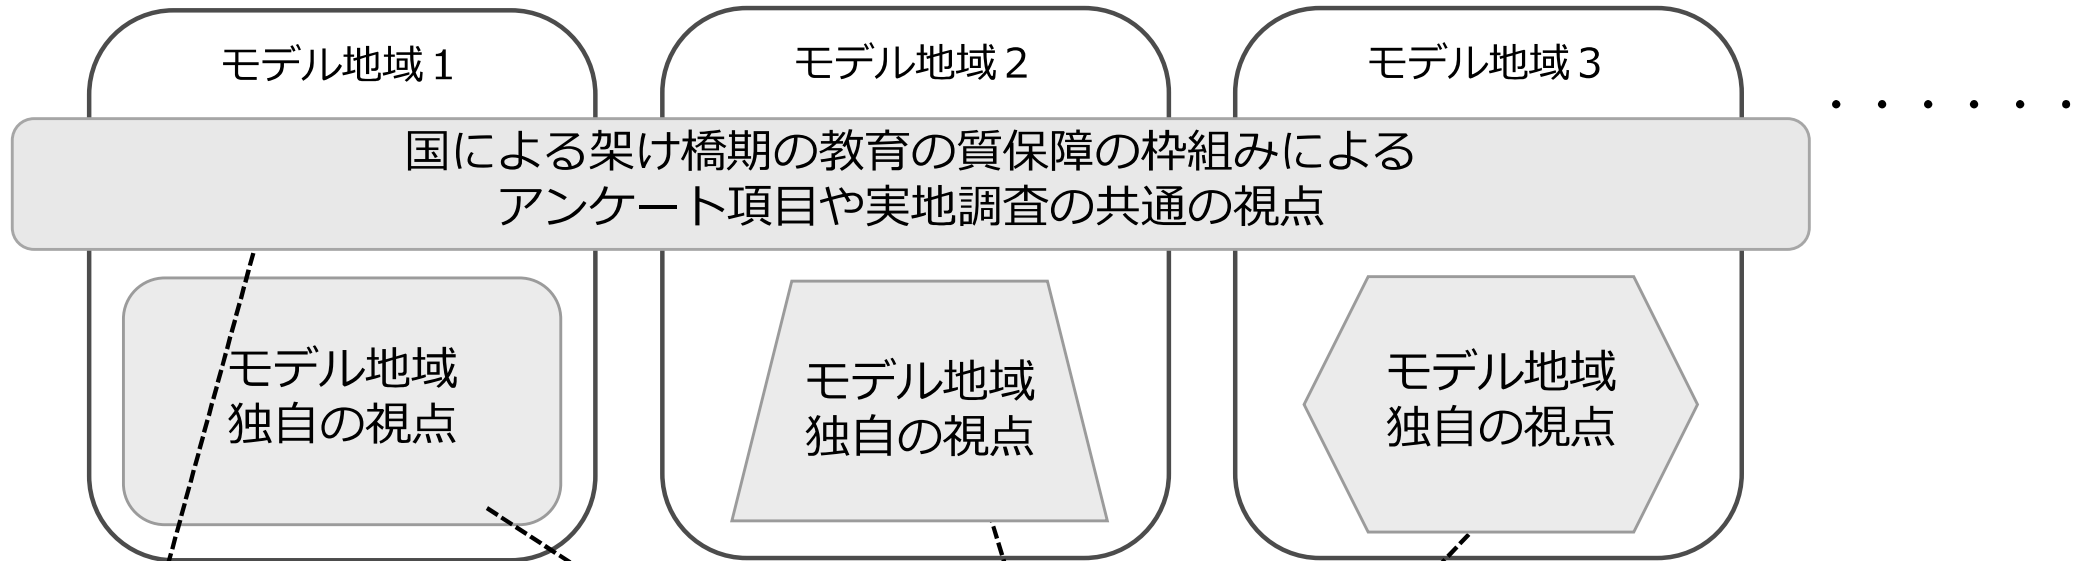 モデル地域１
モデル地域２
モデル地域３
・・・・・・
国による架け橋期の教育の質保障の枠組みによる
アンケート項目や実地調査の共通の視点
モデル地域
独自の視点
モデル地域
独自の視点
モデル地域
独自の視点